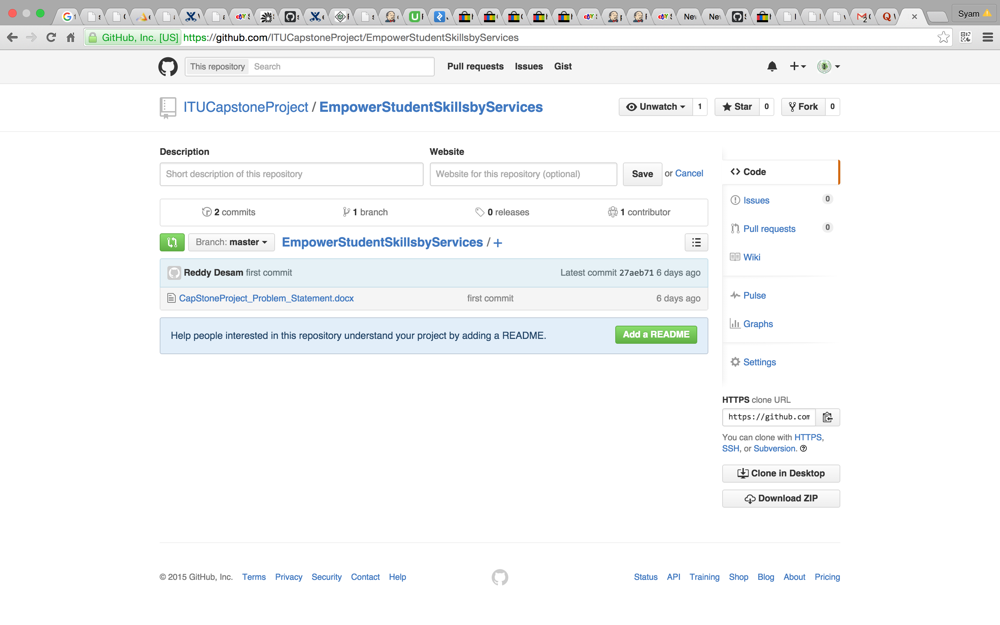 Syam
GitHub, Inc. [US] https://github.com/ITUCapstoneProject/EmpowerStudentSkillsbyServices
This repository Search Pull requests Issues Gist
ITUCapstoneProject / EmpowerStudentSkillsbyServices Unwatch 1 Star 0 Fork 0
Description Website
Short description of this repository Website for this repository (optional) Save or Cancel
2 commits 1 branch 0 releases 1 contributor
Branch: master EmpowerStudentSkillsbyServices / +
Reddy Desam first commit Latest commit 27aeb71 6 days ago
CapStoneProject_Problem_Statement.docx first commit 6 days ago
Help people interested in this repository understand your project by adding a README. Add a README
Code
Issues 0
Pull requests 0
Wiki
Pulse
Graphs
Settings
HTTPS clone URL
https://github.com
You can clone with HTTPS,
SSH, or Subversion.
Clone in Desktop
Download ZIP
© 2015 GitHub, Inc. Terms Privacy Security Contact Help Status API Training Shop Blog About Pricing